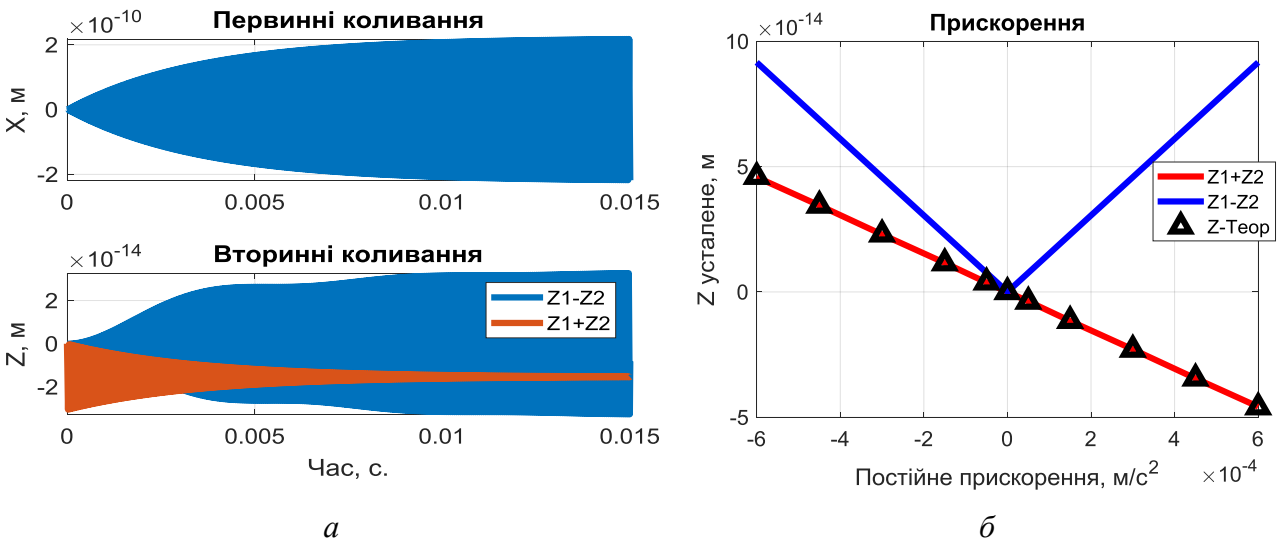 Первинні коливання
×10⁻¹⁰
2
0
-2
X, м
0 0.005 0.01 0.015
Вторинні коливання
×10⁻¹⁴
2
0
-2
Z, м
Z1-Z2
Z1+Z2
0 0.005 0.01 0.015
Час, с.
а
Прискорення
×10⁻¹⁴
10
5
0
-5
Z усталене, м
Z1+Z2
Z1-Z2
Z-Теор
-6 -4 -2 0 2 4 6
Постійне прискорення, м/с² ×10⁻⁴
б